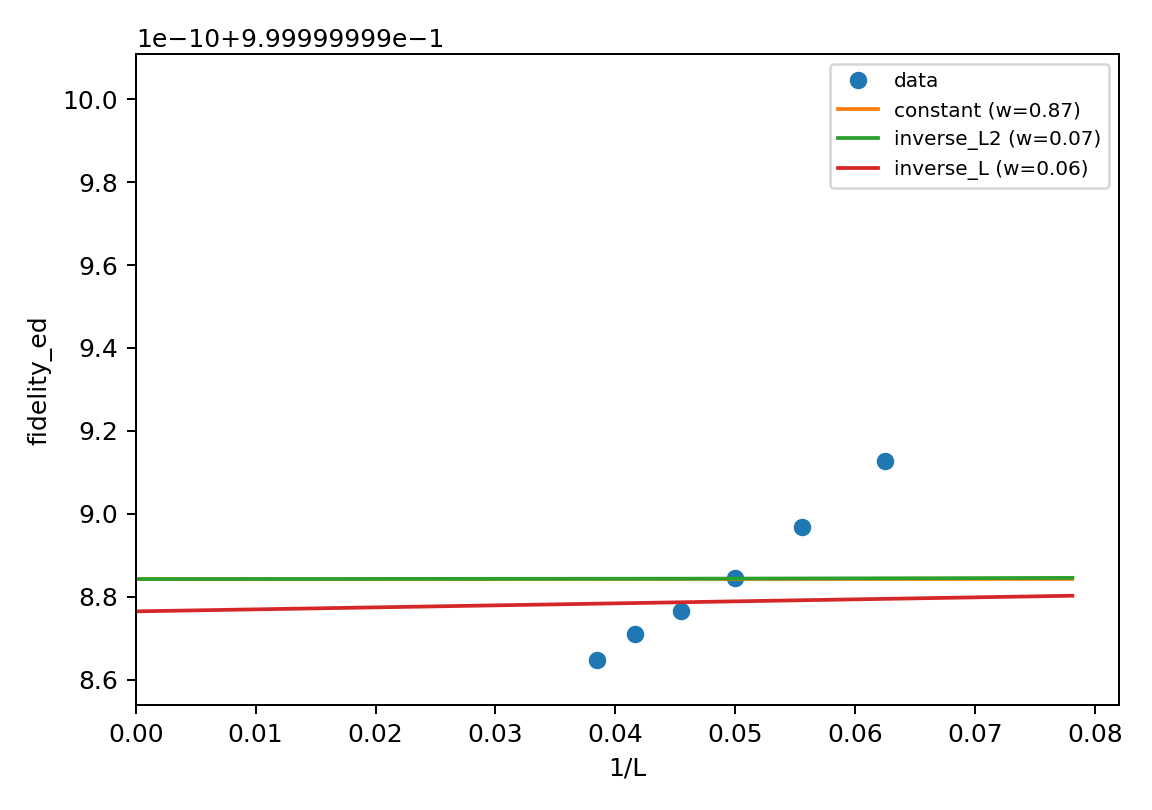 1e−10+9.99999999e−1
data
constant (w=0.87)
inverse_L2 (w=0.07)
inverse_L (w=0.06)
10.0
9.8
9.6
9.4
9.2
9.0
8.8
8.6
fidelity_ed
0.00 0.01 0.02 0.03 0.04 0.05 0.06 0.07 0.08
1/L